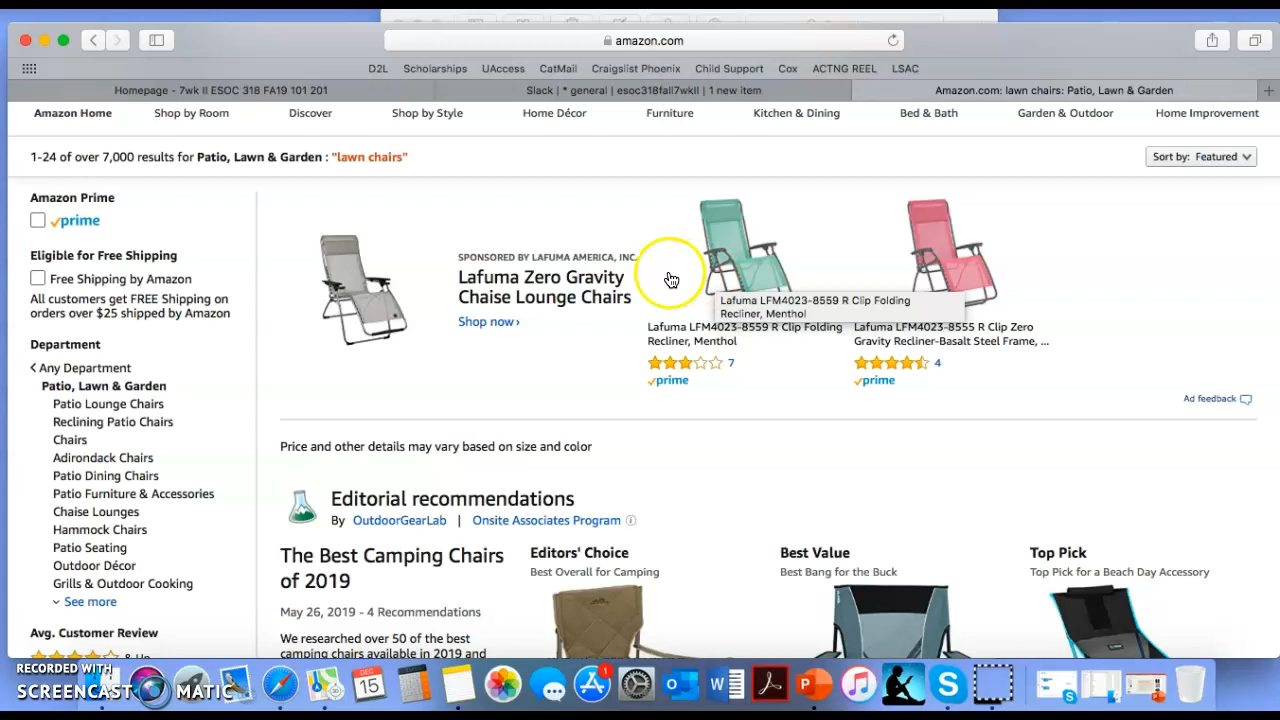 amazon.com
D2L Scholarships UAccess CatMail Craigslist Phoenix Child Support Cox ACTNG REEL LSAC
Homepage - 7wk II ESOC 318 FA19 101 201
Slack | * general | esoc318fall7wkII | 1 new item
Amazon.com: lawn chairs: Patio, Lawn & Garden
Amazon Home Shop by Room Discover Shop by Style Home Décor Furniture Kitchen & Dining Bed & Bath Garden & Outdoor Home Improvement
1-24 of over 7,000 results for Patio, Lawn & Garden : "lawn chairs"
Sort by: Featured
Amazon Prime
prime
Eligible for Free Shipping
Free Shipping by Amazon
All customers get FREE Shipping on
orders over $25 shipped by Amazon
Department
Any Department
Patio, Lawn & Garden
Patio Lounge Chairs
Reclining Patio Chairs
Chairs
Adirondack Chairs
Patio Dining Chairs
Patio Furniture & Accessories
Chaise Lounges
Hammock Chairs
Patio Seating
Outdoor Décor
Grills & Outdoor Cooking
See more
Avg. Customer Review
& Up
SPONSORED BY LAFUMA AMERICA, INC.
Lafuma Zero Gravity
Chaise Lounge Chairs
Shop now›
Lafuma LFM4023-8559 R Clip Folding
Recliner, Menthol
Lafuma LFM4023-8559 R Clip Folding
Recliner, Menthol
7
prime
Lafuma LFM4023-8555 R Clip Zero
Gravity Recliner-Basalt Steel Frame, ...
4
prime
Ad feedback
Price and other details may vary based on size and color
Editorial recommendations
By OutdoorGearLab | Onsite Associates Program
The Best Camping Chairs
of 2019
May 26, 2019 - 4 Recommendations
We researched over 50 of the best
camping chairs available in 2019 and
Editors' Choice
Best Overall for Camping
Best Value
Best Bang for the Buck
Top Pick
Top Pick for a Beach Day Accessory
RECORDED WITH
SCREENCAST MATIC
DEC
15
1